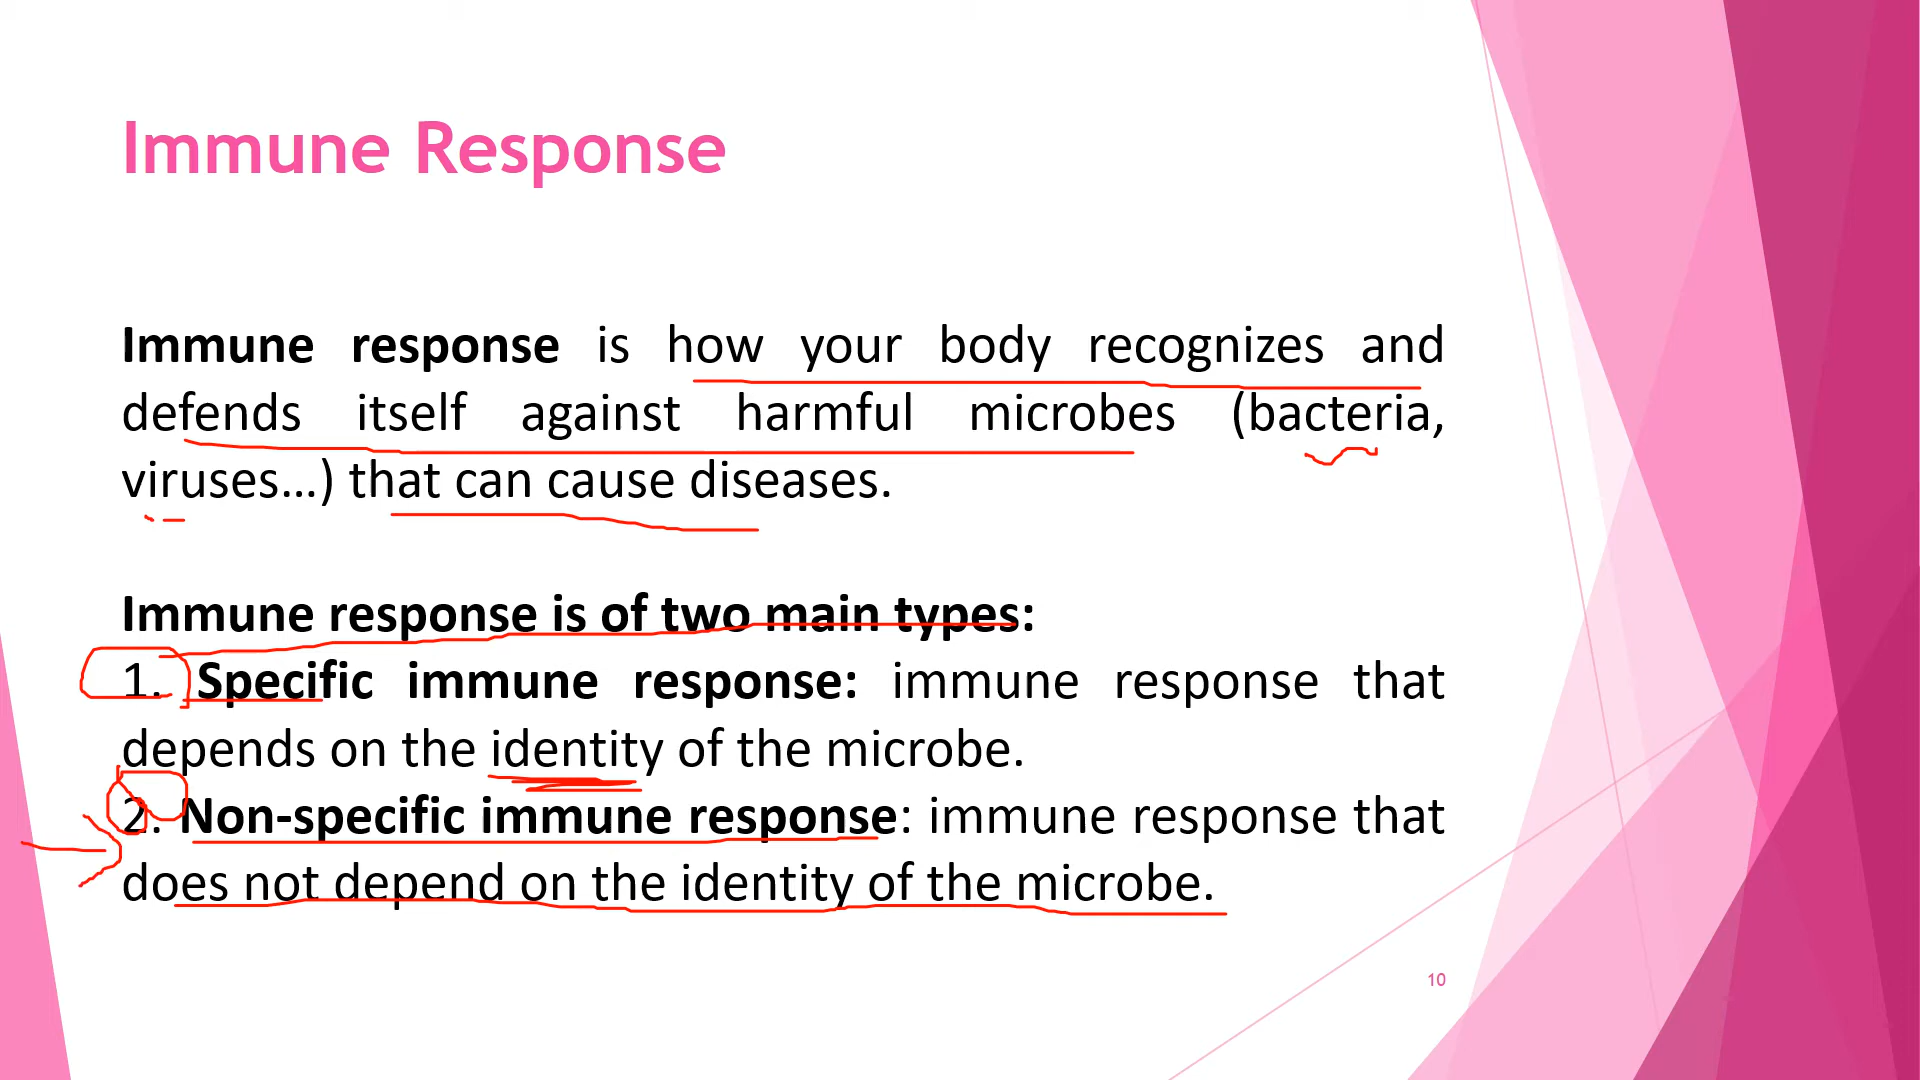 Immune Response
Immune response is how your body recognizes and
defends itself against harmful microbes (bacteria,
viruses...) that can cause diseases.
Immune response is of two main types:
1. Specific immune response: immune response that
depends on the identity of the microbe.
2. Non-specific immune response: immune response that
does not depend on the identity of the microbe.
10